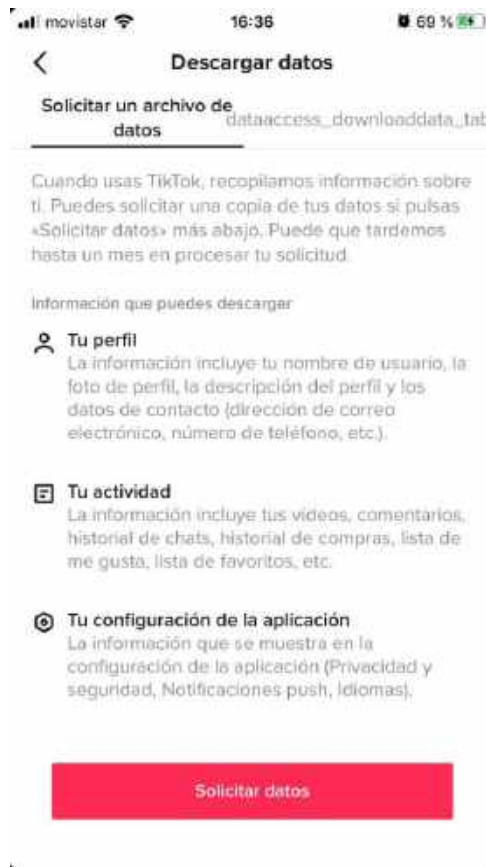 movistar 16:36 69 %
Descargar datos
Solicitar un archivo de
datos
dataaccess_downloaddata_tab
Cuando usas TikTok, recopilamos información sobre
ti. Puedes solicitar una copia de tus datos si pulsas
«Solicitar datos» más abajo. Puede que tardemos
hasta un mes en procesar tu solicitud.
Información que puedes descargar
Tu perfil
La información incluye tu nombre de usuario, la
foto de perfil, la descripción del perfil y los
datos de contacto (dirección de correo
electrónico, número de teléfono, etc.).
Tu actividad
La información incluye tus vídeos, comentarios,
historial de chats, historial de compras, lista de
me gusta, lista de favoritos, etc.
Tu configuración de la aplicación
La información que se muestra en la
configuración de la aplicación (Privacidad y
seguridad, Notificaciones push, Idiomas).
Solicitar datos